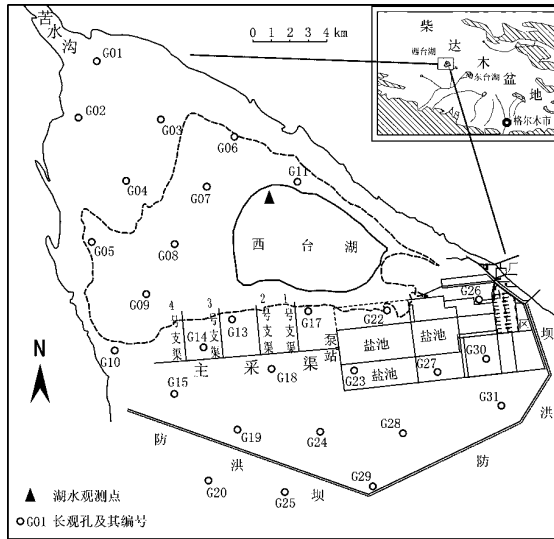 苦水沟
0 1 2 3 4 km
柴达木盆地
西台湖
东台湖
格尔木市
G01
G02
G03
G06
G04
G07
G11
G05
G08
西 台 湖
厂
G09
G26
区
4号支渠
3号支渠
2号支渠
1号支渠
G14
G13
G17
G22
泵站
盐池
盐池
坝
N
G10
主 采 渠
G18
G23
盐池
G27
G30
G15
G31
洪
防
G19
G24
G28
防
洪
G20
G25
坝
G29
湖水观测点
G01 长观孔及其编号